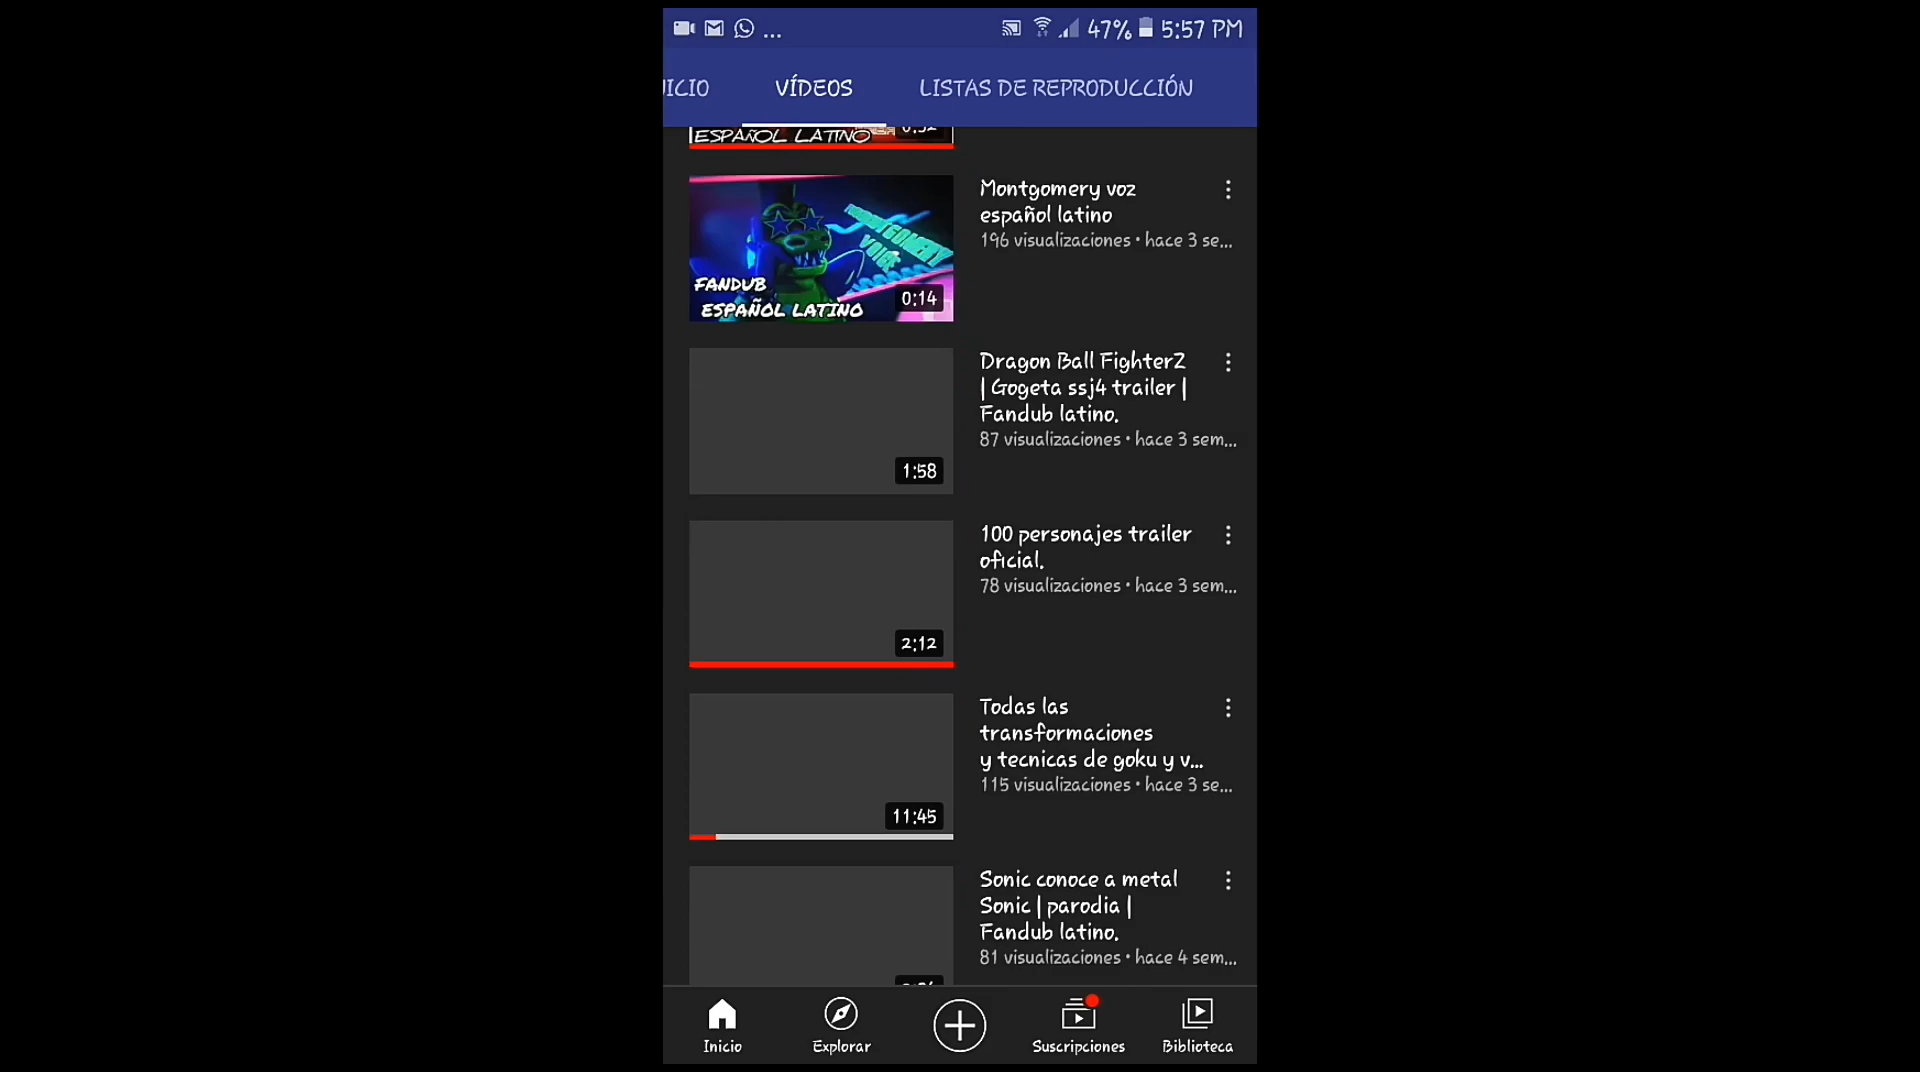 ... 47% 5:57 PM
ICIO VÍDEOS LISTAS DE REPRODUCCIÓN
ESPAÑOL LATINO
Montgomery voz
español latino
196 visualizaciones • hace 3 se...
MONTGOMERY
VOICE
FANDUB
ESPAÑOL LATINO
0:14
Dragon Ball FighterZ
| Gogeta ssj4 trailer |
Fandub latino.
87 visualizaciones • hace 3 sem...
1:58
100 personajes trailer
oficial.
78 visualizaciones • hace 3 sem...
2:12
Todas las
transformaciones
y tecnicas de goku y v...
115 visualizaciones • hace 3 se...
11:45
Sonic conoce a metal
Sonic | parodia |
Fandub latino.
81 visualizaciones • hace 4 sem...
Inicio Explorar Suscripciones Biblioteca